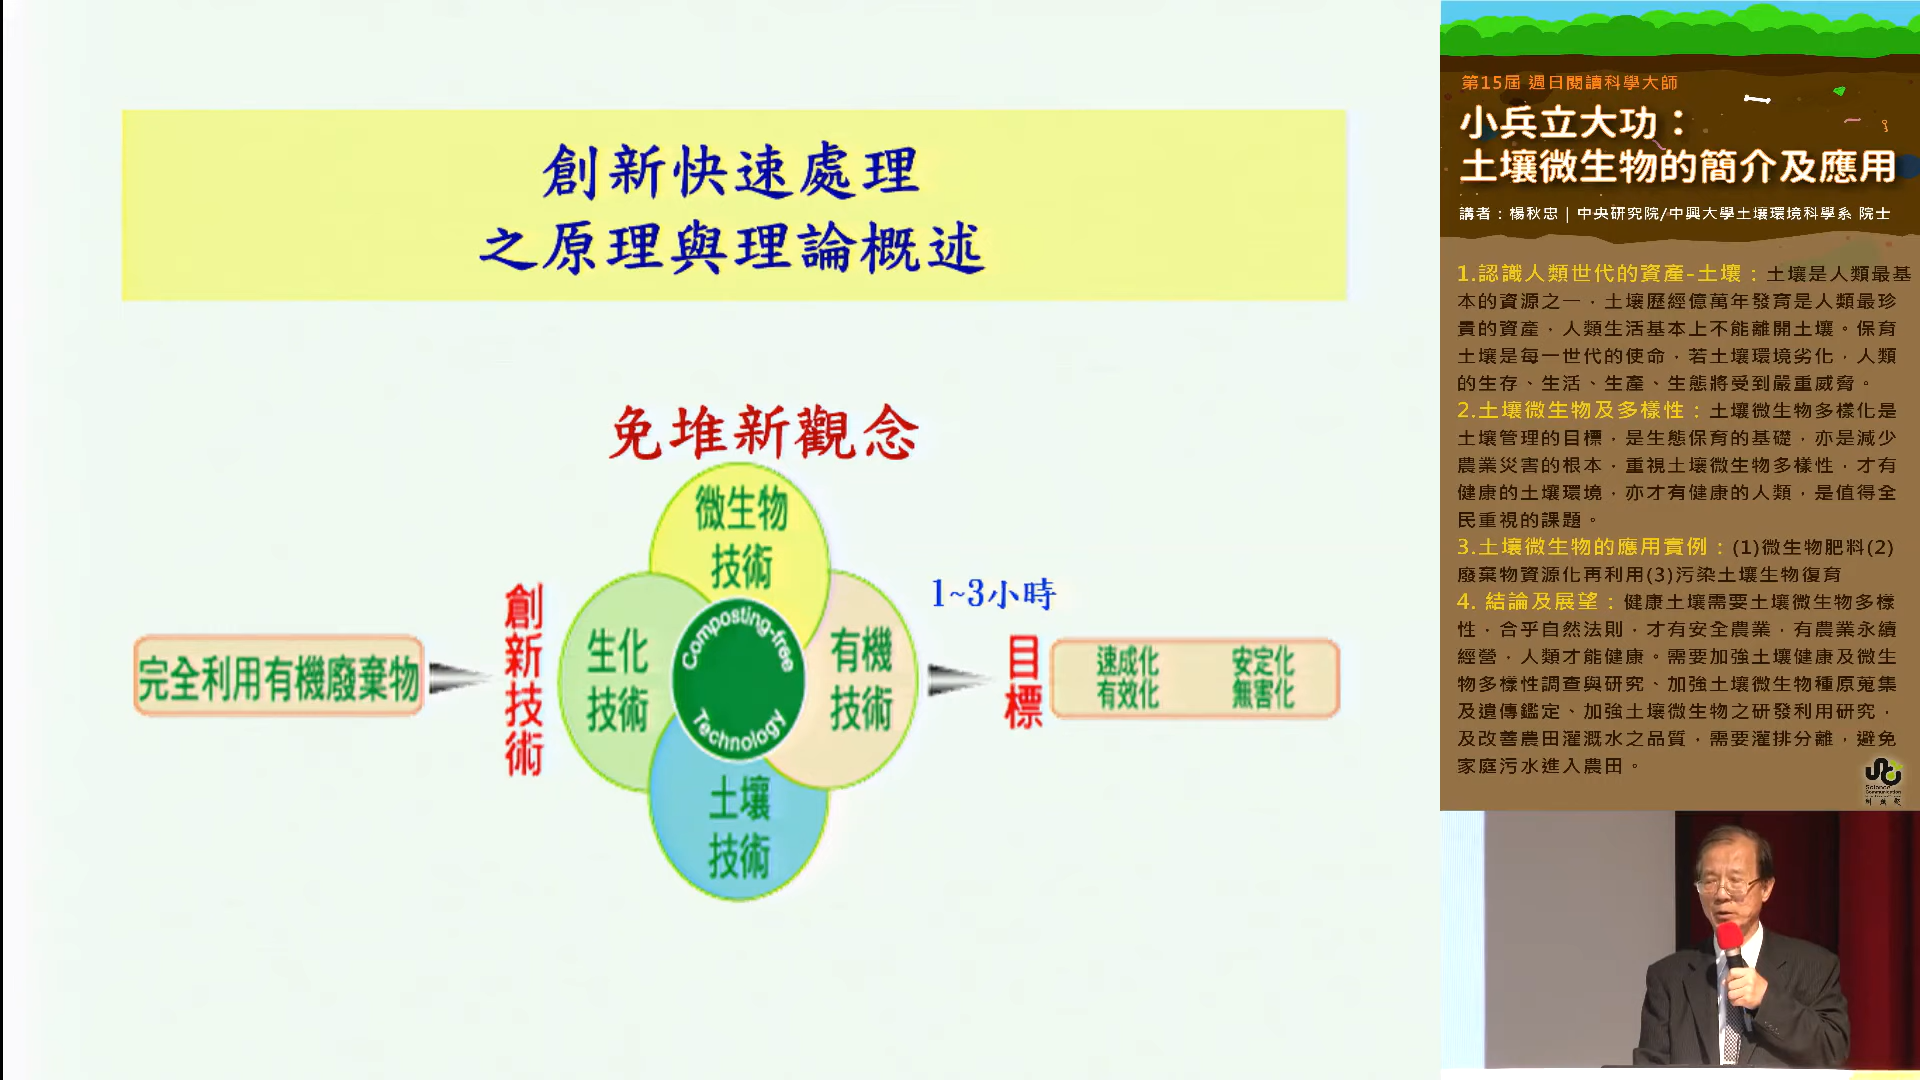 創新快速處理
之原理與理論概述
免堆新觀念
完全利用有機廢棄物
創新技術
微生物
技術
生化
技術
Composting-free
Technology
有機
技術
土壤
技術
1~3小時
目標
速成化 安定化
有效化 無害化
第15屆 週日閱讀科學大師
小兵立大功：
土壤微生物的簡介及應用
講者：楊秋忠｜中央研究院/中興大學土壤環境科學系 院士
1.認識人類世代的資產-土壤：土壤是人類最基
本的資源之一，土壤歷經億萬年發育是人類最珍
貴的資產，人類生活基本上不能離開土壤。保育
土壤是每一世代的使命，若土壤環境劣化，人類
的生存、生活、生產、生態將受到嚴重威脅。
2.土壤微生物及多樣性：土壤微生物多樣化是
土壤管理的目標，是生態保育的基礎，亦是減少
農業災害的根本，重視土壤微生物多樣性，才有
健康的土壤環境，亦才有健康的人類，是值得全
民重視的課題。
3.土壤微生物的應用實例：(1)微生物肥料(2)
廢棄物資源化再利用(3)污染土壤生物復育
4. 結論及展望：健康土壤需要土壤微生物多樣
性，合乎自然法則，才有安全農業，有農業永續
經營，人類才能健康。需要加強土壤健康及微生
物多樣性調查與研究、加強土壤微生物種原蒐集
及遺傳鑑定、加強土壤微生物之研發利用研究，
及改善農田灌溉水之品質，需要灌排分離，避免
家庭污水進入農田。
Science
Communication